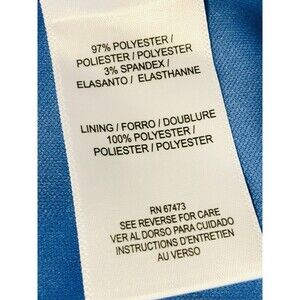 97% POLYESTER /
POLIESTER / POLYESTER
3% SPANDEX /
ELASANTO / ELASTHANNE
LINING / FORRO / DOUBLURE
100% POLYESTER /
POLIESTER / POLYESTER
RN 67473
SEE REVERSE FOR CARE
VER AL DORSO PARA CUIDADO
INSTRUCTIONS D'ENTRETIEN
AU VERSO